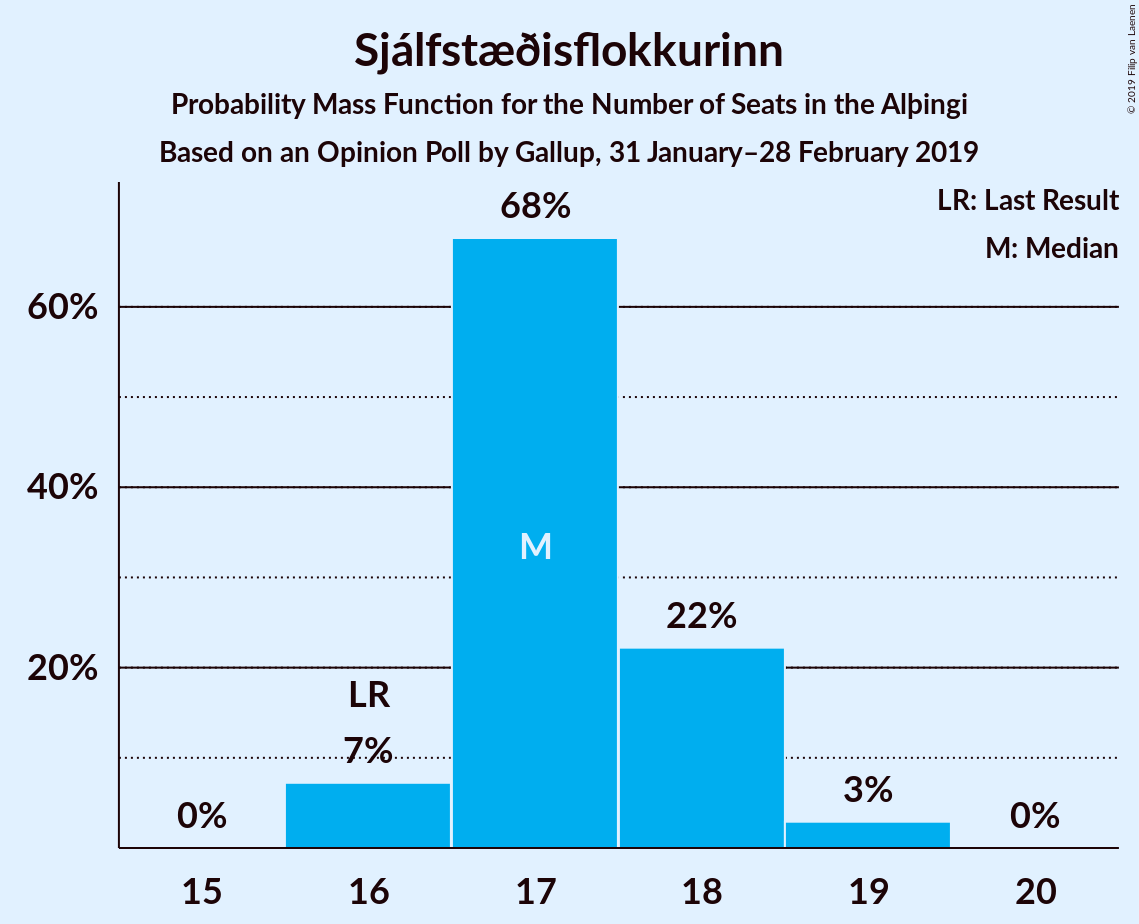 Sjálfstæðisflokkurinn
Probability Mass Function for the Number of Seats in the Alþingi
Based on an Opinion Poll by Gallup, 31 January–28 February 2019
© 2019 Filip van Laenen
LR: Last Result
M: Median
68%
60%
40%
M
22%
20%
LR
7%
3%
0%
0%
15 16 17 18 19 20